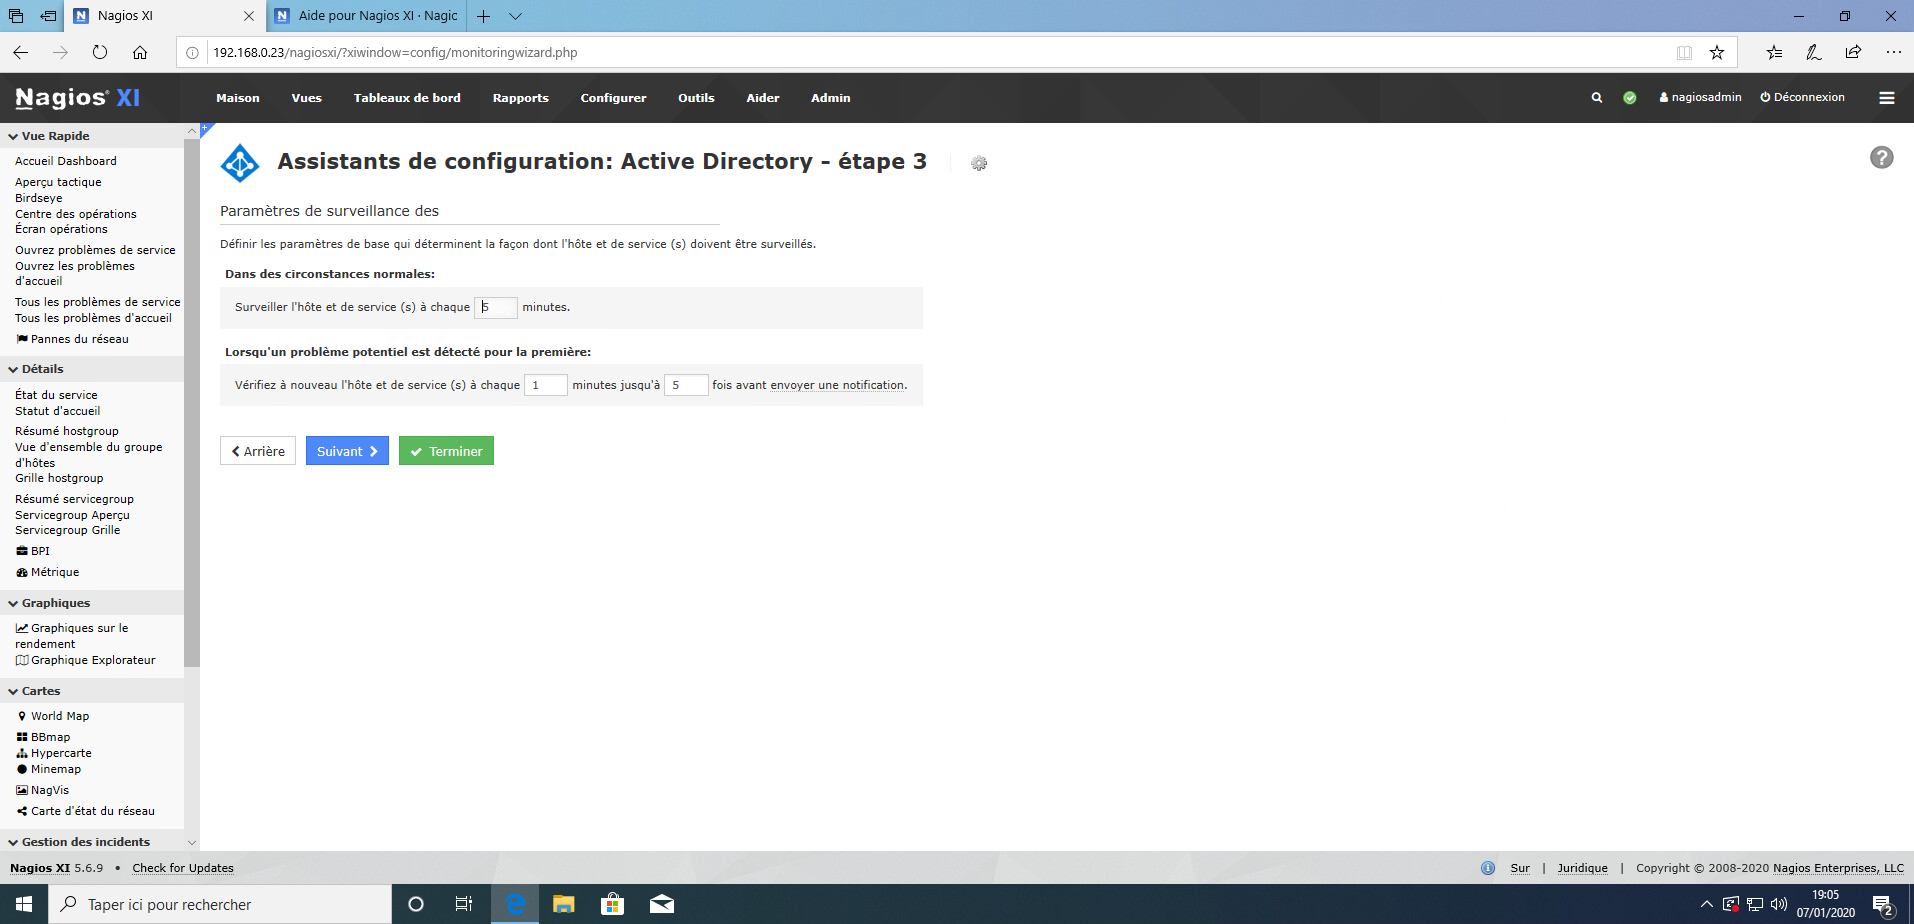 Nagios XI
Aide pour Nagios XI · Nagic
192.168.0.23/nagiosxi/?xiwindow=config/monitoringwizard.php
Nagios® XI
Maison
Vues
Tableaux de bord
Rapports
Configurer
Outils
Aider
Admin
nagiosadmin
Déconnexion
Vue Rapide
Accueil Dashboard
Aperçu tactique
Birdseye
Centre des opérations
Écran opérations
Ouvrez problèmes de service
Ouvrez les problèmes
d'accueil
Tous les problèmes de service
Tous les problèmes d'accueil
Pannes du réseau
Détails
État du service
Statut d'accueil
Résumé hostgroup
Vue d'ensemble du groupe
d'hôtes
Grille hostgroup
Résumé servicegroup
Servicegroup Aperçu
Servicegroup Grille
BPI
Métrique
Graphiques
Graphiques sur le
rendement
Graphique Explorateur
Cartes
World Map
BBmap
Hypercarte
Minemap
NagVis
Carte d'état du réseau
Gestion des incidents
Assistants de configuration: Active Directory - étape 3
?
Paramètres de surveillance des
Définir les paramètres de base qui déterminent la façon dont l'hôte et de service (s) doivent être surveillés.
Dans des circonstances normales:
Surveiller l'hôte et de service (s) à chaque 5 minutes.
Lorsqu'un problème potentiel est détecté pour la première:
Vérifiez à nouveau l'hôte et de service (s) à chaque 1 minutes jusqu'à 5 fois avant envoyer une notification.
Arrière
Suivant
Terminer
Nagios XI 5.6.9 • Check for Updates
Sur | Juridique | Copyright © 2008-2020 Nagios Enterprises, LLC
Taper ici pour rechercher
19:05
07/01/2020
2